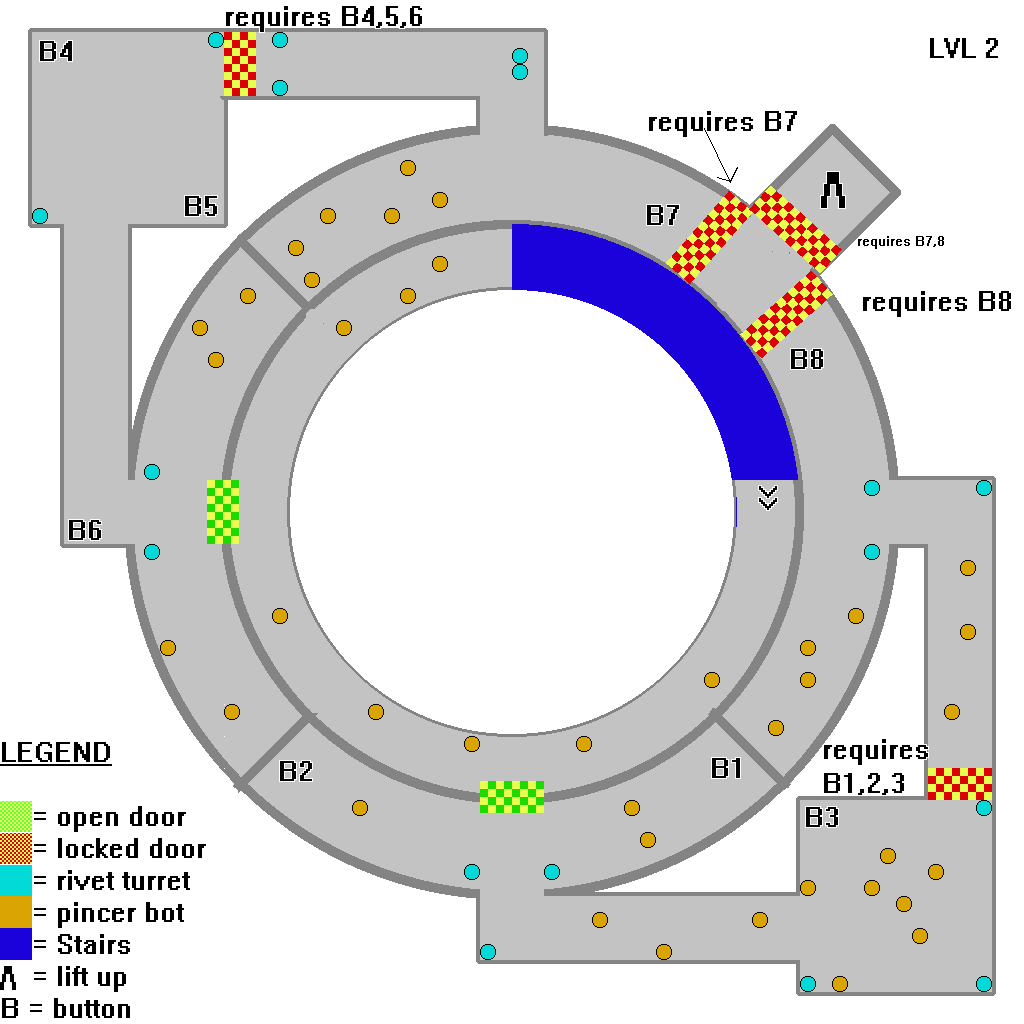 requires B4,5,6
B4
LVL 2
requires B7
B5
B7
requires B7,8
requires B8
B8
B6
LEGEND
requires
B1,2,3
B2
B1
B3
= open door
= locked door
= rivet turret
= pincer bot
= Stairs
= lift up
B = button